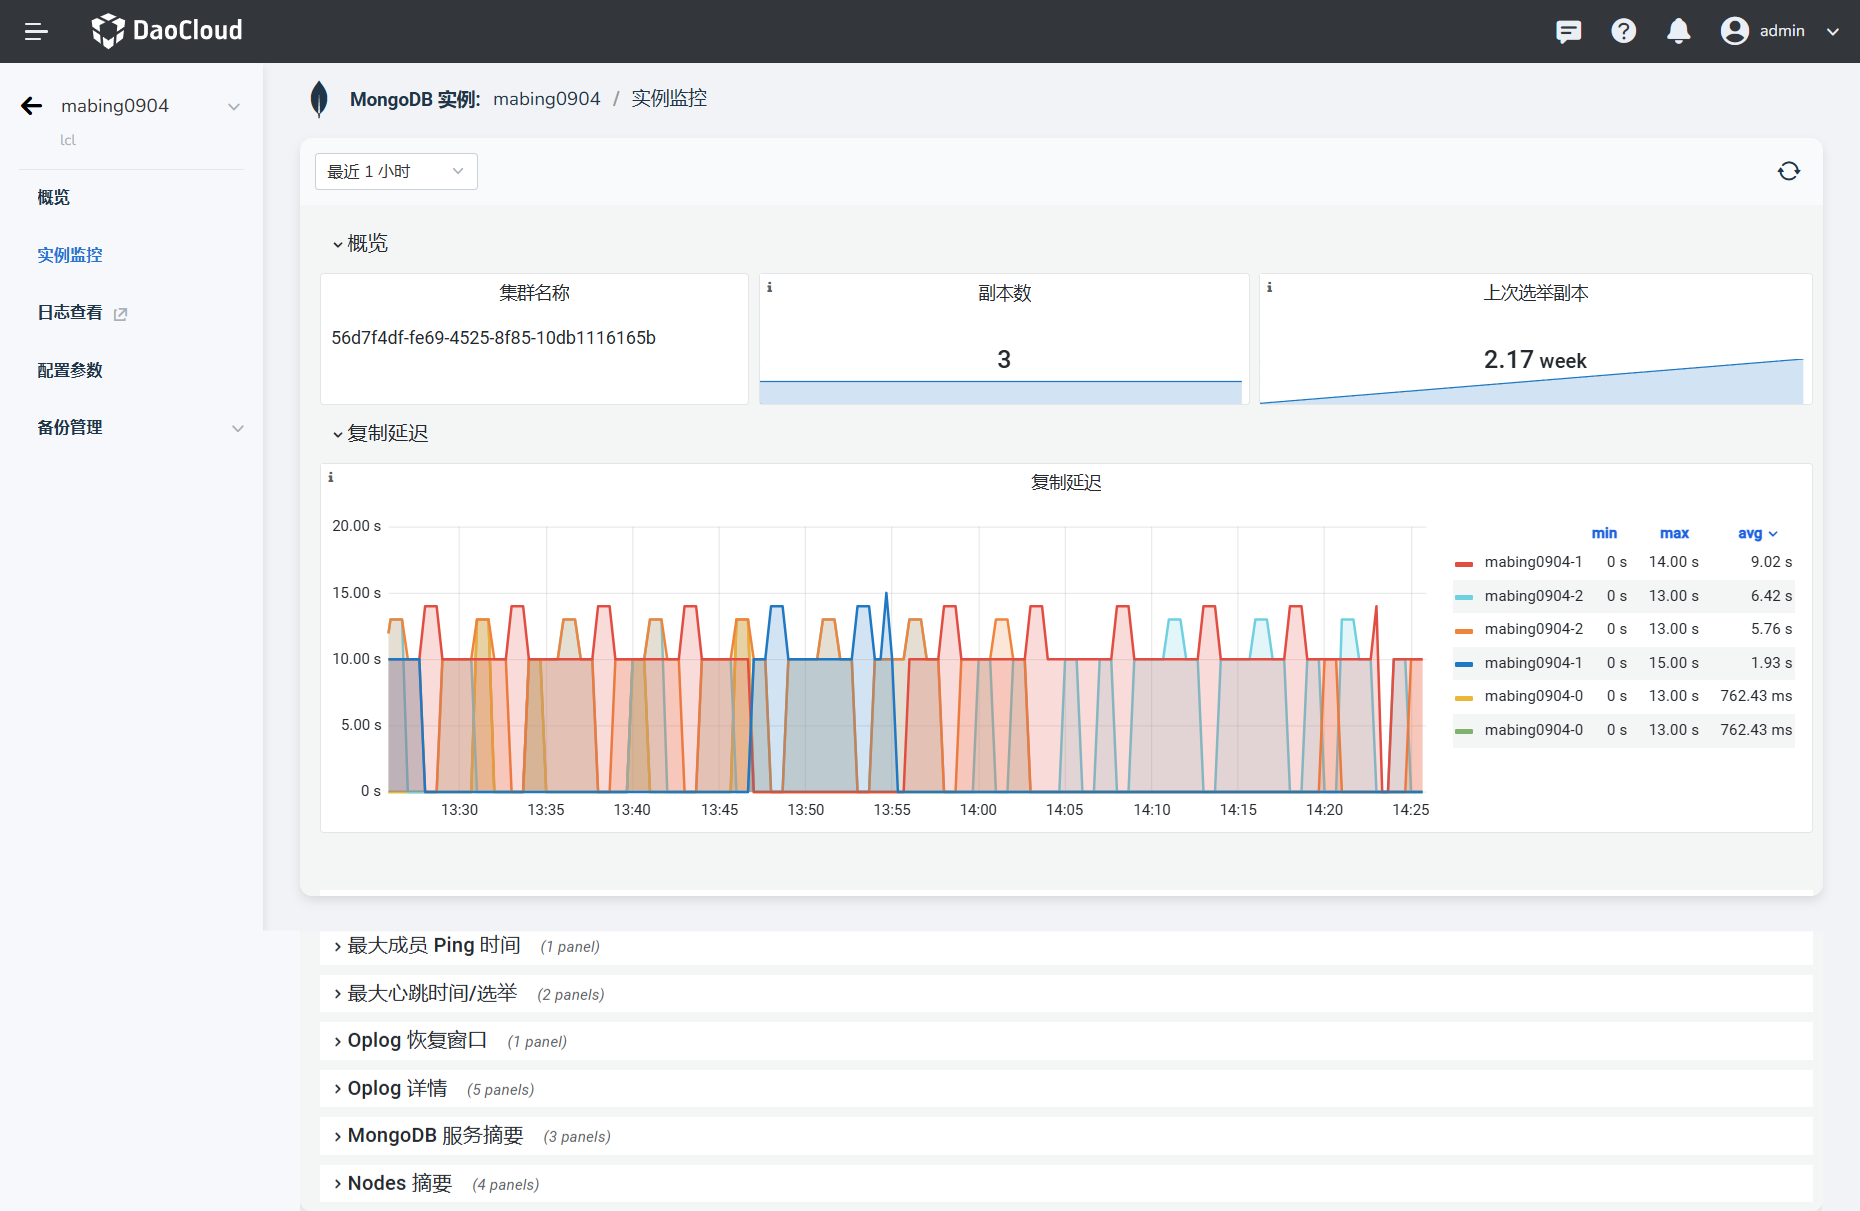 DaoCloud
admin
mabing0904
lcl
概览
实例监控
日志查看
配置参数
备份管理
MongoDB 实例: mabing0904 / 实例监控
最近 1 小时
概览
集群名称
56d7f4df-fe69-4525-8f85-10db1116165b
副本数
3
上次选举副本
2.17 week
复制延迟
复制延迟
20.00 s
15.00 s
10.00 s
5.00 s
0 s
13:30 13:35 13:40 13:45 13:50 13:55 14:00 14:05 14:10 14:15 14:20 14:25
min max avg
mabing0904-1 0 s 14.00 s 9.02 s
mabing0904-2 0 s 13.00 s 6.42 s
mabing0904-2 0 s 13.00 s 5.76 s
mabing0904-1 0 s 15.00 s 1.93 s
mabing0904-0 0 s 13.00 s 762.43 ms
mabing0904-0 0 s 13.00 s 762.43 ms
最大成员 Ping 时间 (1 panel)
最大心跳时间/选举 (2 panels)
Oplog 恢复窗口 (1 panel)
Oplog 详情 (5 panels)
MongoDB 服务摘要 (3 panels)
Nodes 摘要 (4 panels)